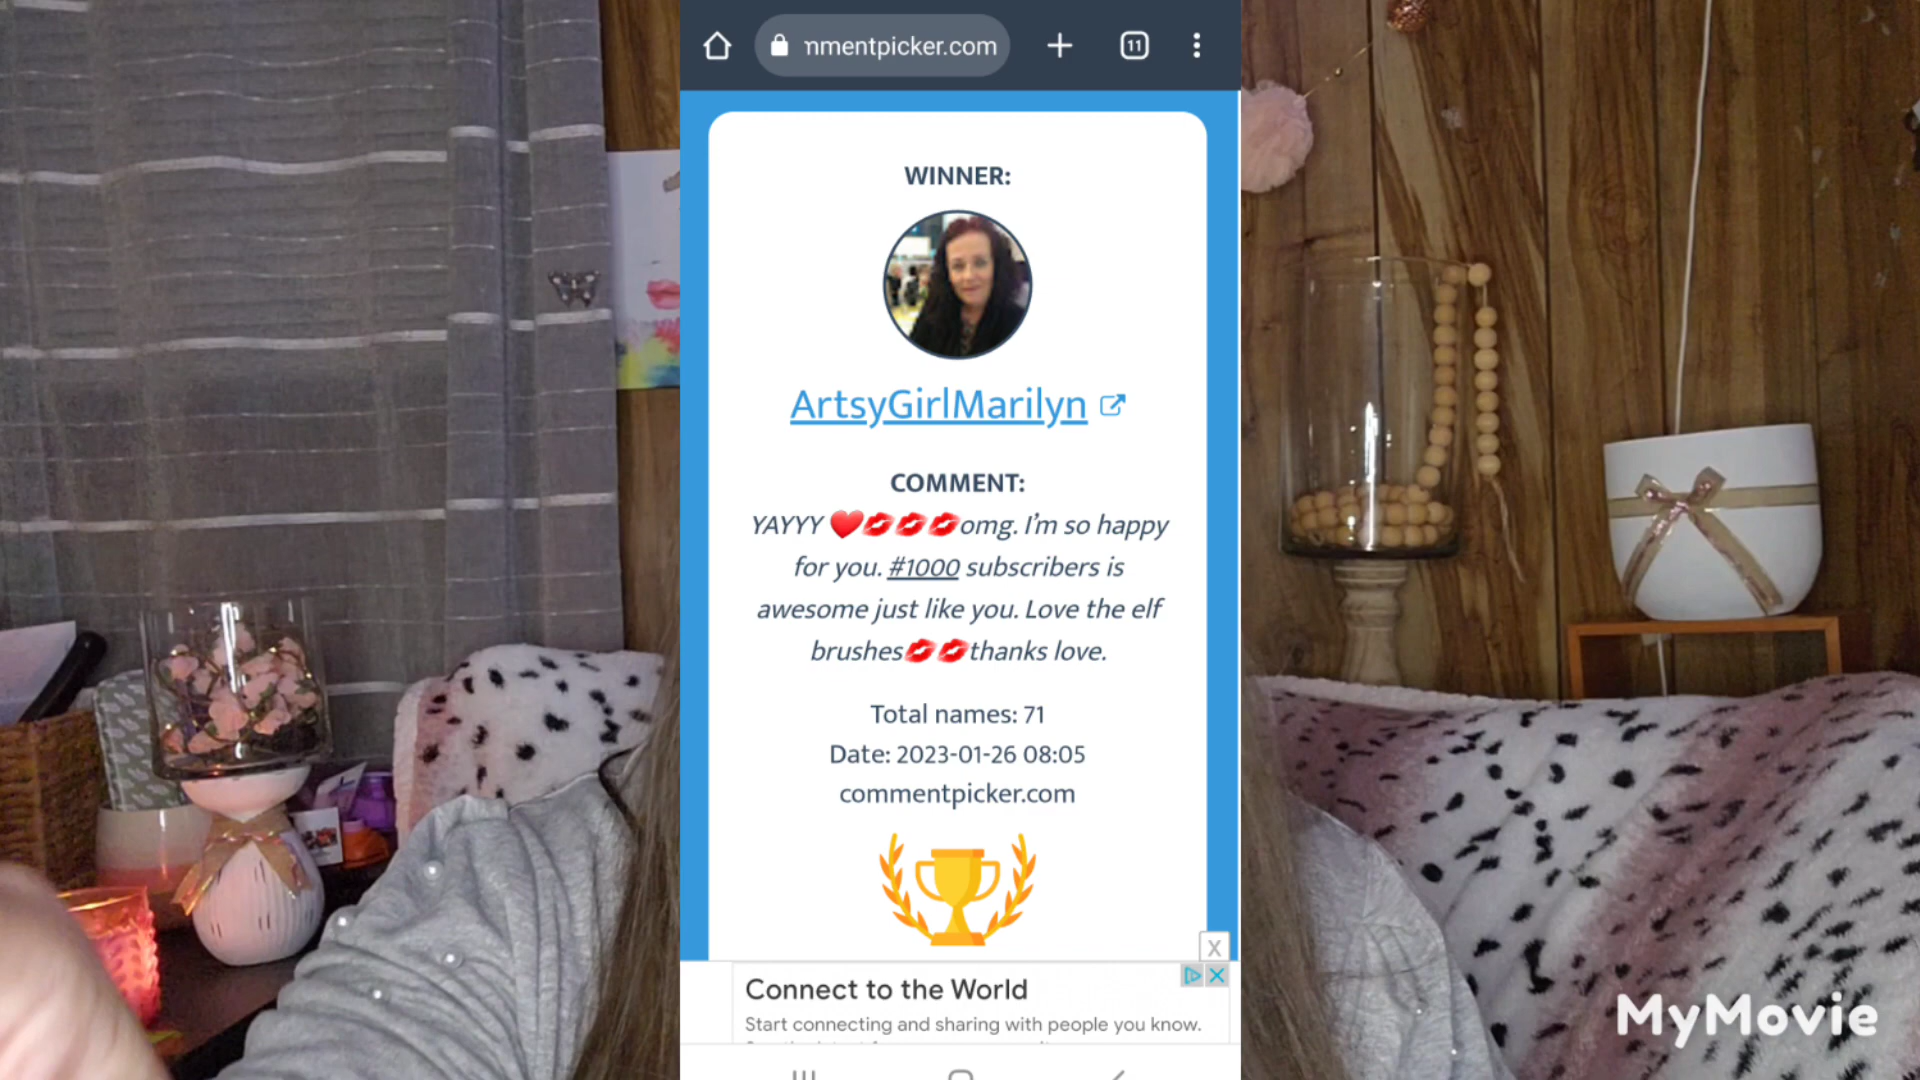 nmentpicker.com
11
WINNER:
ArtsyGirlMarilyn
COMMENT:
YAYYY ❤️💋💋💋omg. I'm so happy
for you. #1000 subscribers is
awesome just like you. Love the elf
brushes💋💋thanks love.
Total names: 71
Date: 2023-01-26 08:05
commentpicker.com
X
Connect to the World
Start connecting and sharing with people you know.
MyMovie